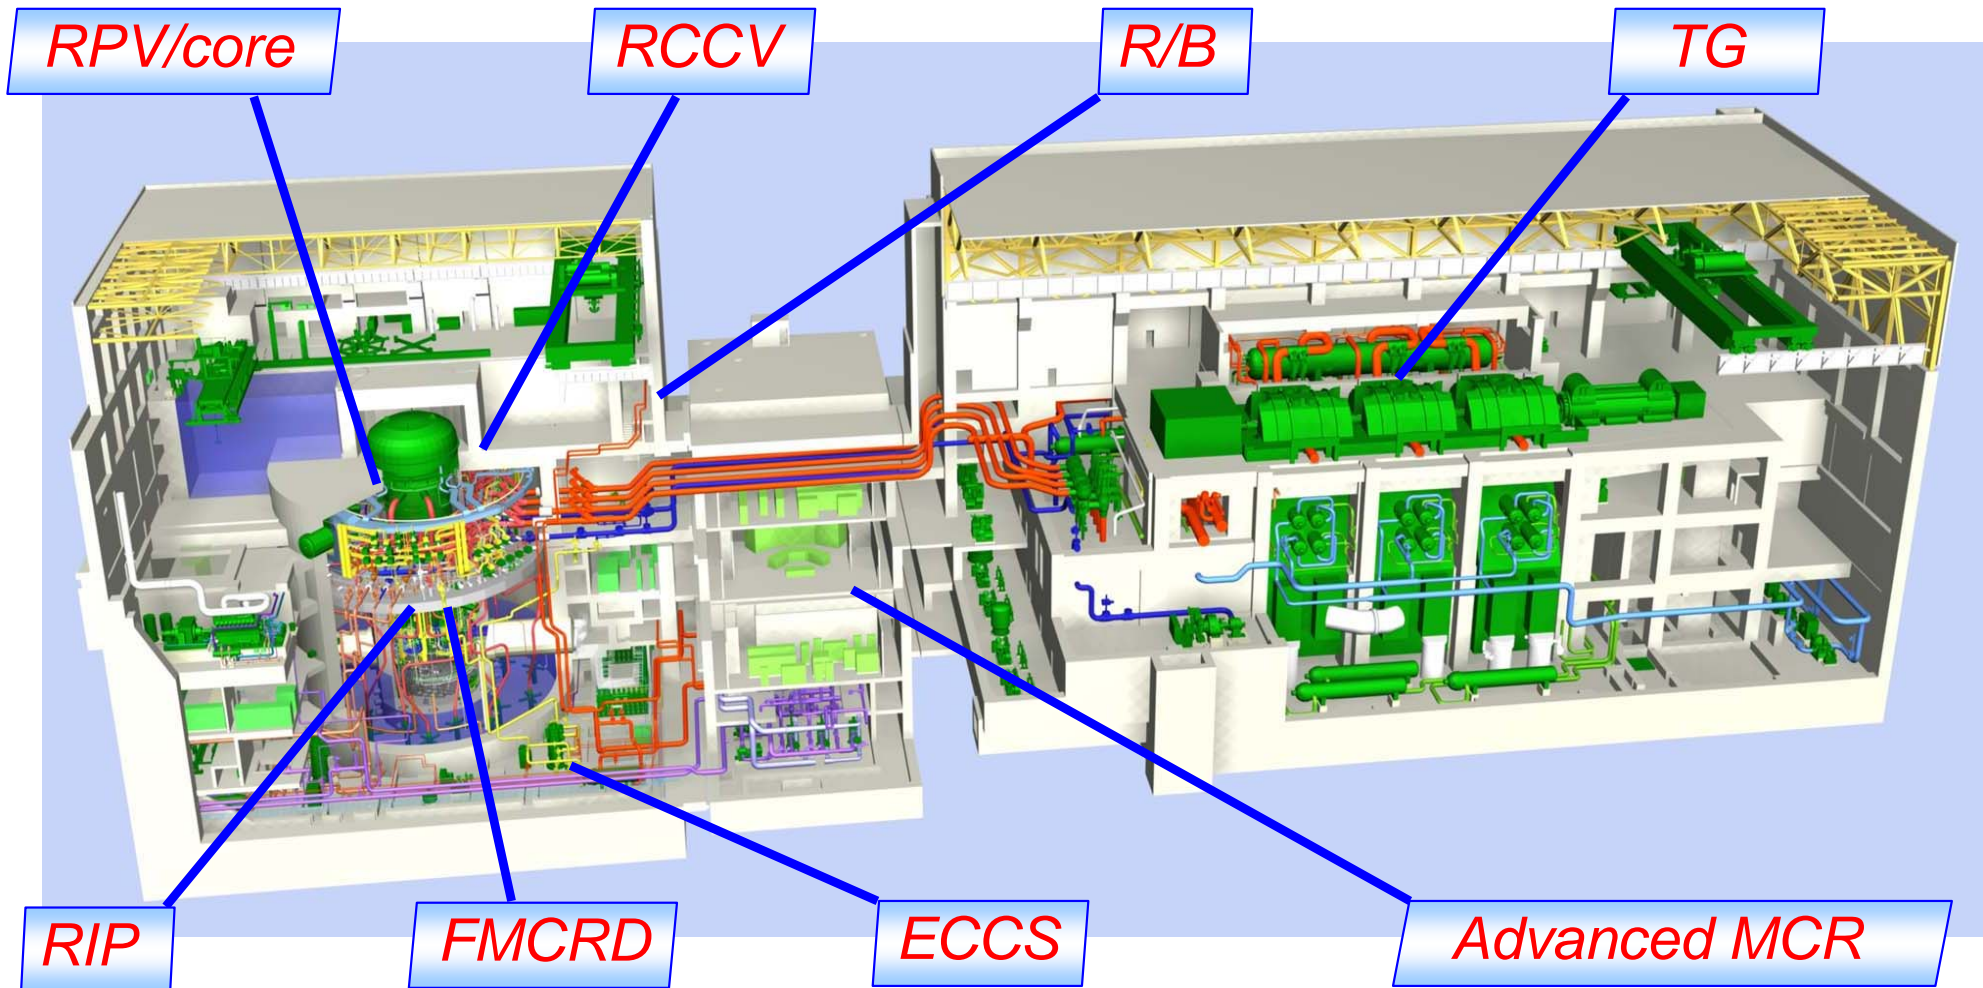 RPV/core
RCCV
R/B
TG
RIP
FMCRD
ECCS
Advanced MCR